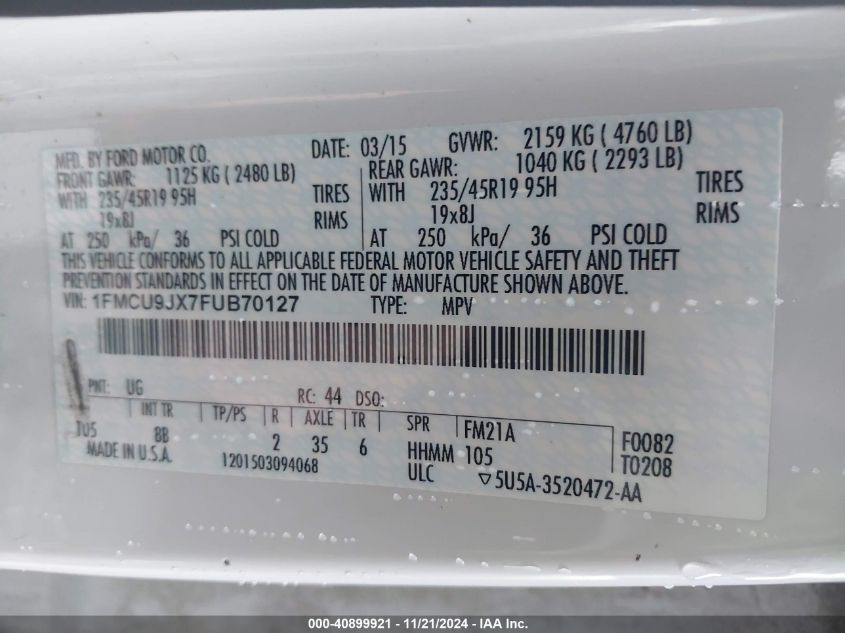 MFD. BY FORD MOTOR CO. DATE: 03/15 GVWR: 2159 KG ( 4760 LB)
FRONT GAWR: 1125 KG ( 2480 LB) REAR GAWR: 1040 KG ( 2293 LB)
WITH 235/45R19 95H TIRES WITH 235/45R19 95H TIRES
19x8J RIMS 19x8J RIMS
AT 250 kPa/ 36 PSI COLD AT 250 kPa/ 36 PSI COLD
THIS VEHICLE CONFORMS TO ALL APPLICABLE FEDERAL MOTOR VEHICLE SAFETY AND THEFT
PREVENTION STANDARDS IN EFFECT ON THE DATE OF MANUFACTURE SHOWN ABOVE.
VIN: 1FMCU9JX7FUB70127 TYPE: MPV
PNT: UG RC: 44 DSO:
INT TR TP/PS R AXLE TR SPR FM21A F0082
TU5 8B 2 35 6 HHMM 105 T0208
MADE IN U.S.A. 1201503094068 ULC ▽5U5A-3520472-AA
000-40899921 - 11/21/2024 - IAA Inc.